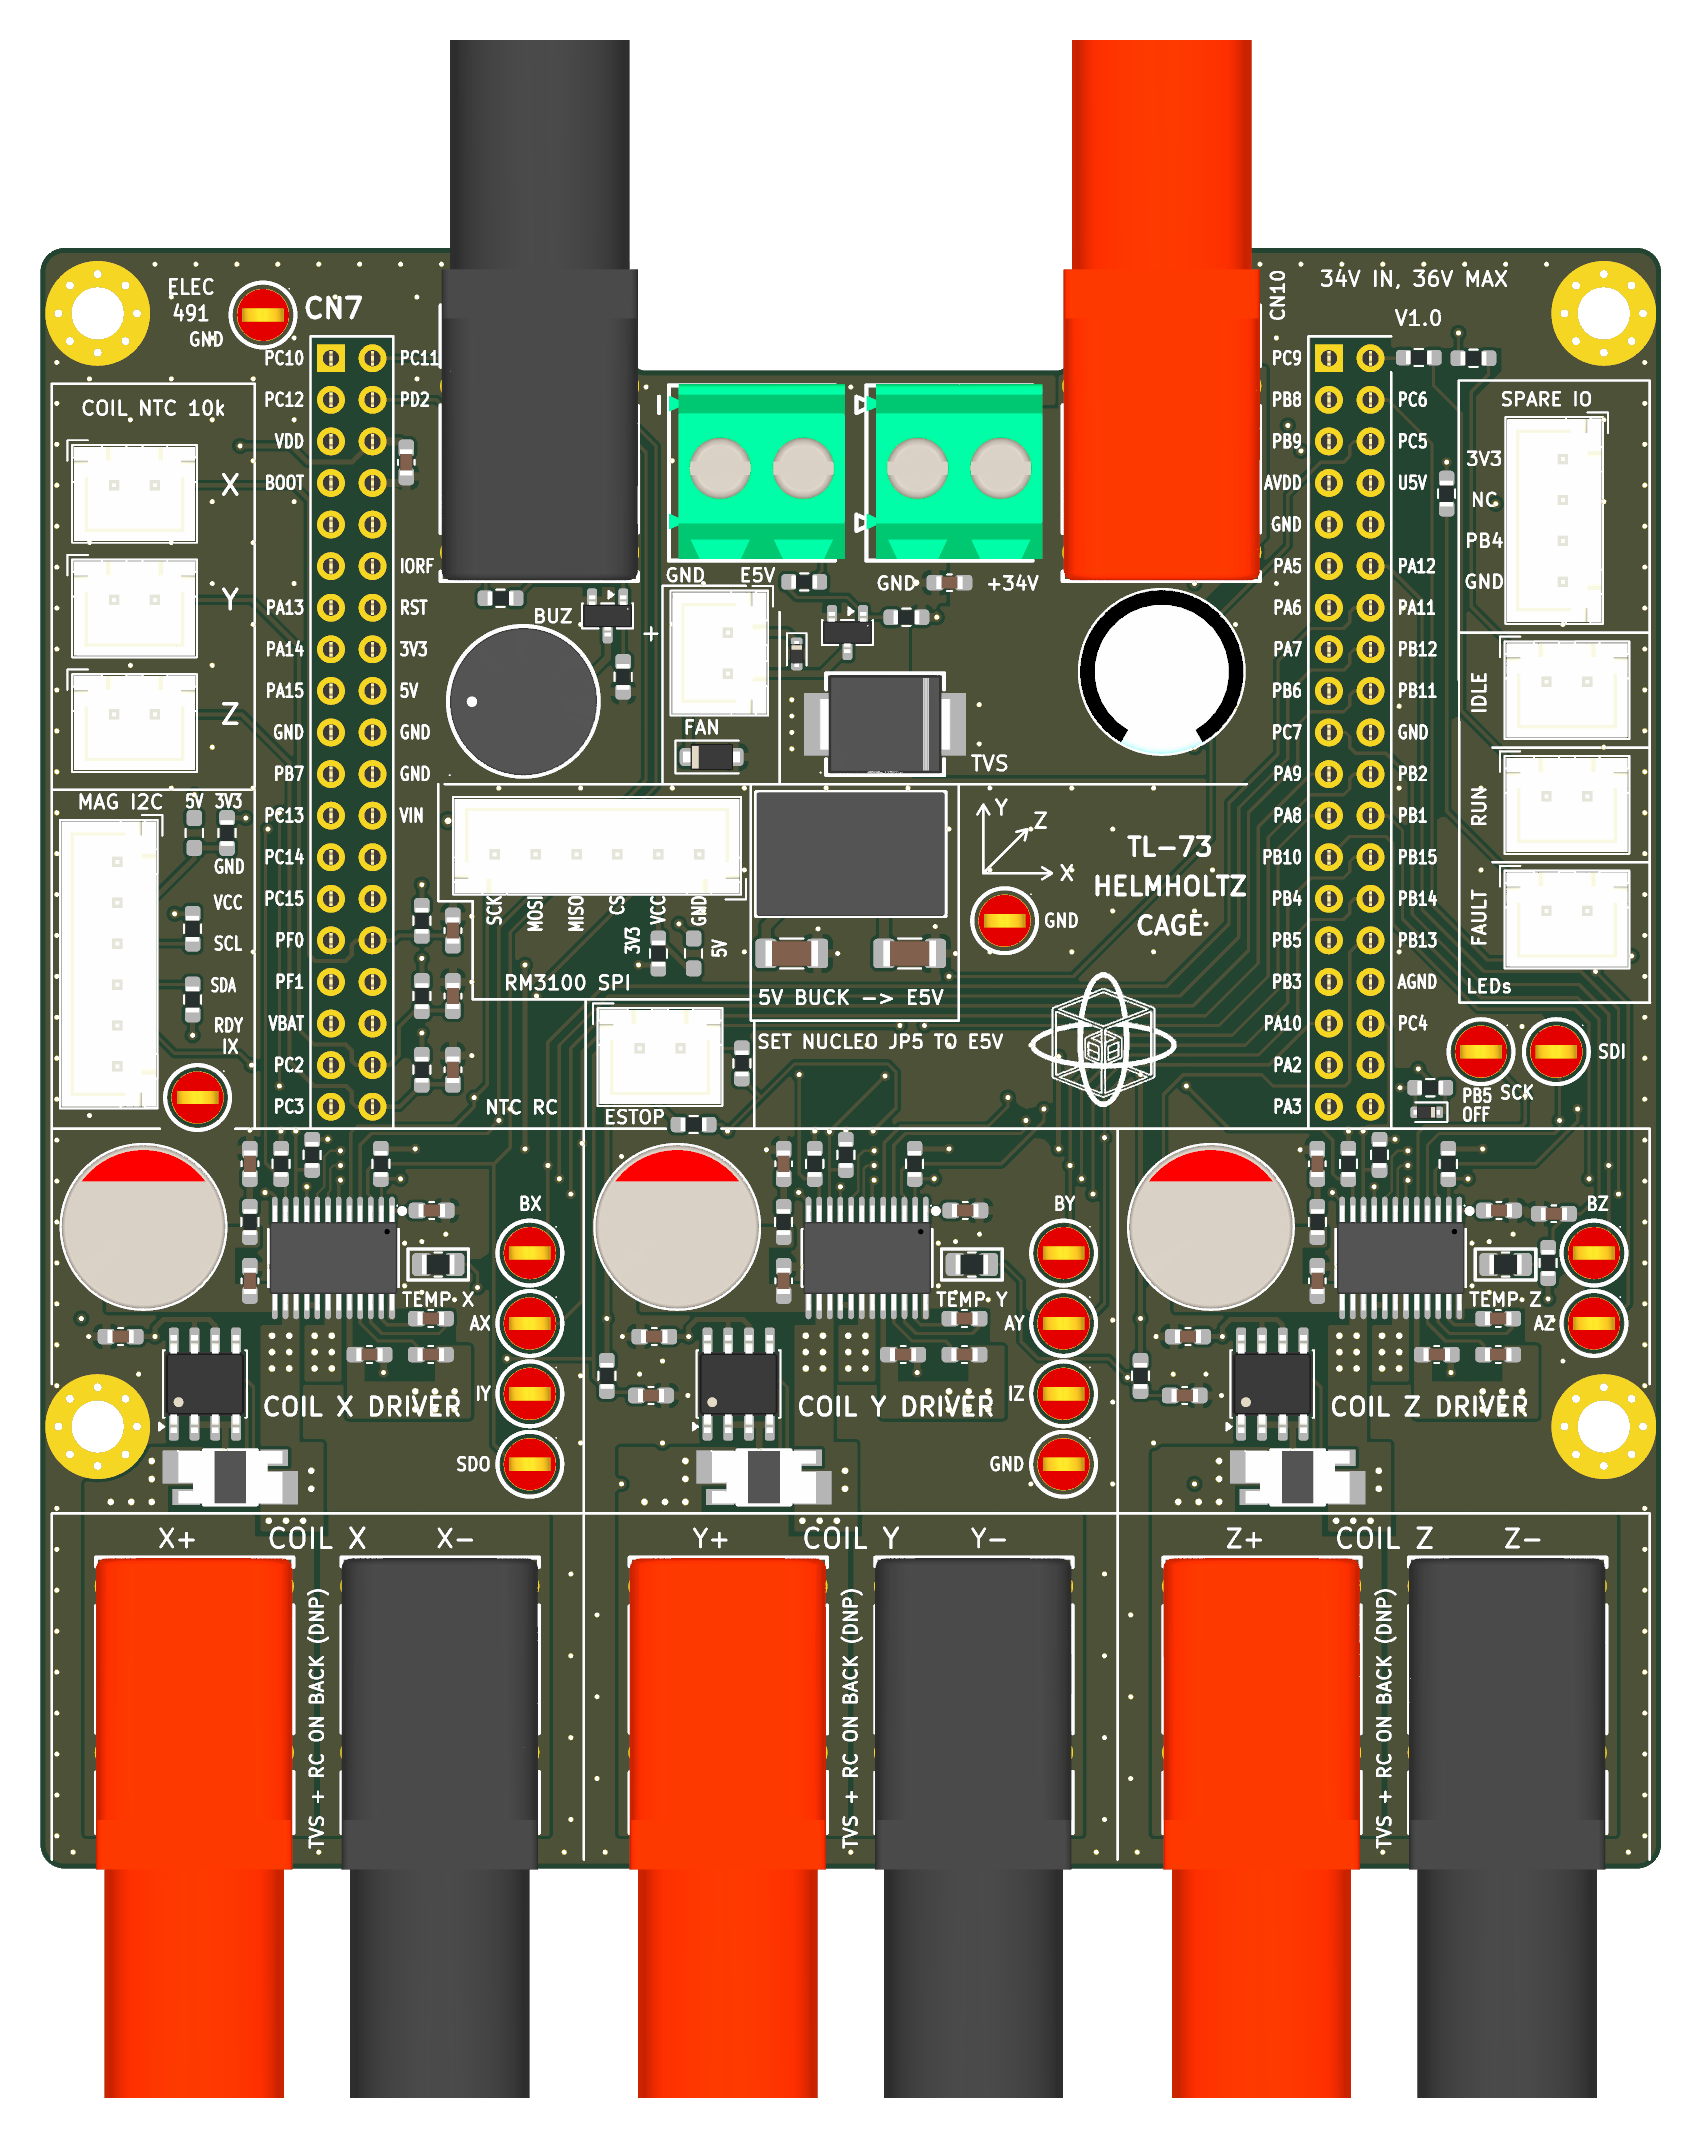 ELEC
491
GND
CN7
CN10
34V IN, 36V MAX
V1.0
PC10 PC11
PC12 PD2
VDD
BOOT
IORF
PA13 RST
PA14 3V3
PA15 5V
GND GND
PB7 GND
PC13 VIN
PC14
PC15
PF0
PF1
VBAT
PC2
PC3
COIL NTC 10k
X
Y
Z
MAG I2C
5V 3V3
GND
VCC
SCL
SDA
RDY
IX
GND E5V
GND +34V
BUZ
+
FAN
TVS
SCK
MOSI
MISO
CS
VCC
GND
3V3
5V
RM3100 SPI
5V BUCK -> E5V
SET NUCLEO JP5 TO E5V
NTC RC
ESTOP
Y
Z
X
GND
TL-73
HELMHOLTZ
CAGE
PC9
PB8 PC6
PB9 PC5
AVDD U5V
GND
PA5 PA12
PA6 PA11
PA7 PB12
PB6 PB11
PC7 GND
PA9 PB2
PA8 PB1
PB10 PB15
PB4 PB14
PB5 PB13
PB3 AGND
PA10 PC4
PA2
PA3
SPARE IO
3V3
NC
PB4
GND
IDLE
RUN
FAULT
LEDs
SDI
SCK
PB5
OFF
BX
TEMP X
AX
IY
COIL X DRIVER
SDO
BY
TEMP Y
AY
IZ
COIL Y DRIVER
GND
BZ
TEMP Z
AZ
COIL Z DRIVER
X+ COIL X X-
TVS + RC ON BACK (DNP)
Y+ COIL Y Y-
TVS + RC ON BACK (DNP)
Z+ COIL Z Z-
TVS + RC ON BACK (DNP)